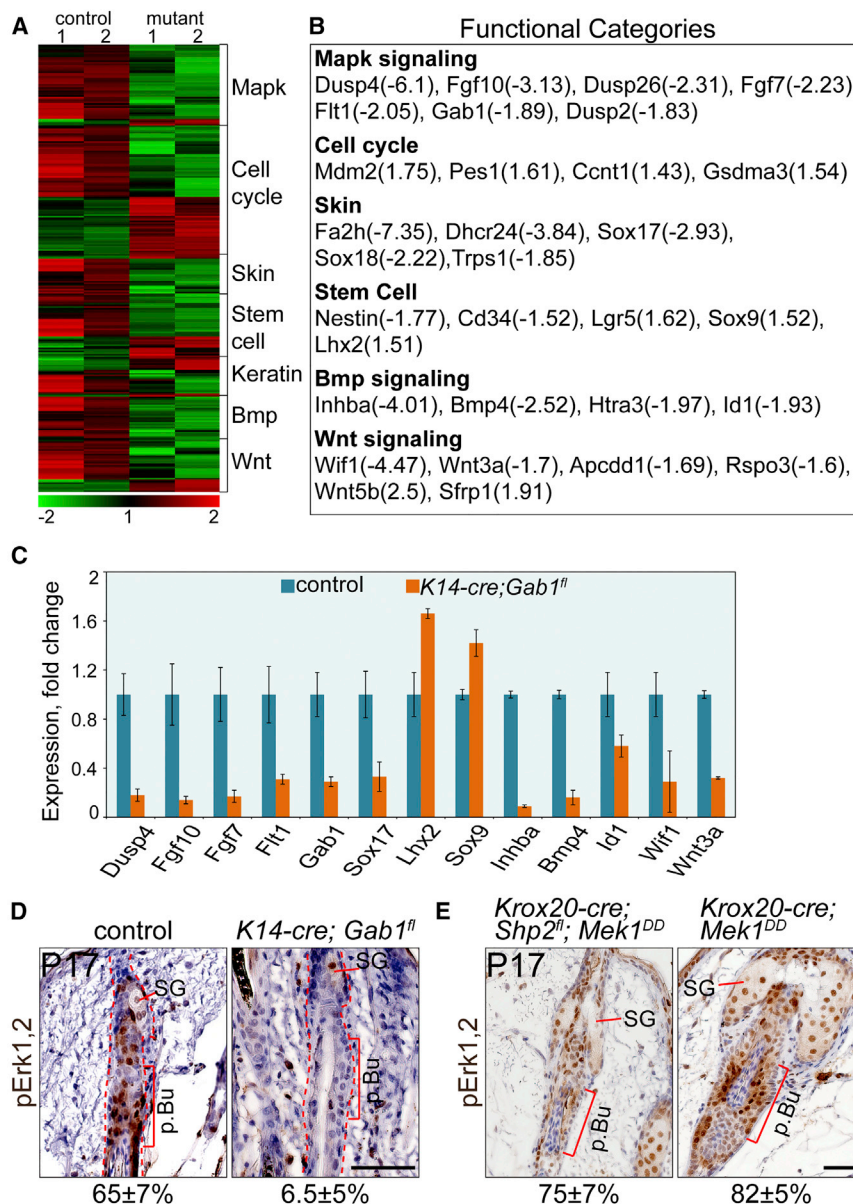 A
control mutant
1 2 1 2
Mapk
Cell
cycle
Skin
Stem
cell
Keratin
Bmp
Wnt
-2 1 2
B
Functional Categories
Mapk signaling
Dusp4(-6.1), Fgf10(-3.13), Dusp26(-2.31), Fgf7(-2.23)
Flt1(-2.05), Gab1(-1.89), Dusp2(-1.83)
Cell cycle
Mdm2(1.75), Pes1(1.61), Ccnt1(1.43), Gsdma3(1.54)
Skin
Fa2h(-7.35), Dhcr24(-3.84), Sox17(-2.93),
Sox18(-2.22),Trps1(-1.85)
Stem Cell
Nestin(-1.77), Cd34(-1.52), Lgr5(1.62), Sox9(1.52),
Lhx2(1.51)
Bmp signaling
Inhba(-4.01), Bmp4(-2.52), Htra3(-1.97), Id1(-1.93)
Wnt signaling
Wif1(-4.47), Wnt3a(-1.7), Apcdd1(-1.69), Rspo3(-1.6),
Wnt5b(2.5), Sfrp1(1.91)
C
Expression, fold change
2
1.6
1.2
0.8
0.4
0
control K14-cre;Gab1fl
Dusp4
Fgf10
Fgf7
Flt1
Gab1
Sox17
Lhx2
Sox9
Inhba
Bmp4
Id1
Wif1
Wnt3a
D
control
K14-cre; Gab1fl
P17
SG
SG
p.Bu
p.Bu
pErk1,2
65±7%
6.5±5%
E
Krox20-cre;
Shp2fl; Mek1DD
Krox20-cre;
Mek1DD
P17
SG
SG
p.Bu
p.Bu
pErk1,2
75±7%
82±5%